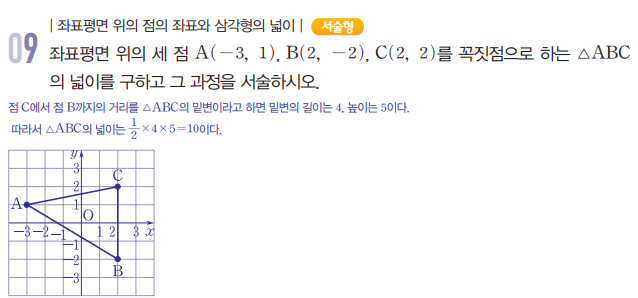 | 좌표평면 위의 점의 좌표와 삼각형의 넓이 | 서술형
09 좌표평면 위의 세 점 A(−3, 1), B(2, −2), C(2, 2)를 꼭짓점으로 하는 △ABC
의 넓이를 구하고 그 과정을 서술하시오.
점 C에서 점 B까지의 거리를 △ABC의 밑변이라고 하면 밑변의 길이는 4, 높이는 5이다.
따라서 △ABC의 넓이는 1/2×4×5=10이다.
y
3
C
2
A
1
O
−3 −2 −1 1 2 3 x
−1
−2
B
−3